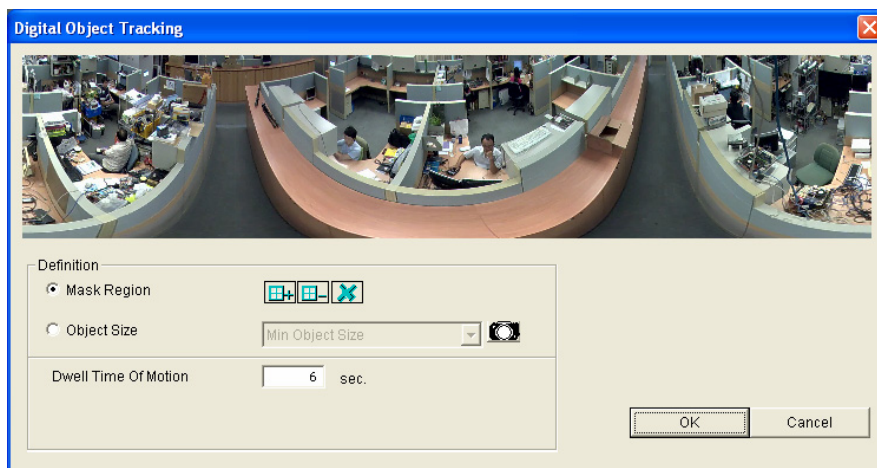 Digital Object Tracking
Definition
Mask Region
Object Size
Min Object Size
Dwell Time Of Motion
6 sec.
OK
Cancel